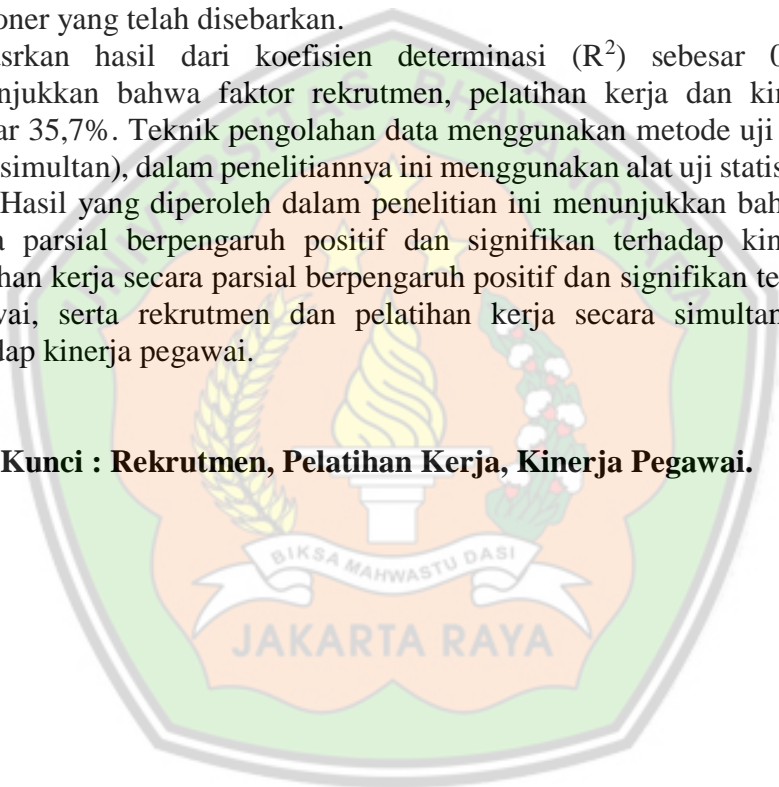 oner yang telah disebarkan.
asrkan hasil dari koefisien determinasi (R²) sebesar 0
njukkan bahwa faktor rekrutmen, pelatihan kerja dan kin
ar 35,7%. Teknik pengolahan data menggunakan metode uji
simultan), dalam penelitiannya ini menggunakan alat uji statis
Hasil yang diperoleh dalam penelitian ini menunjukkan bah
a parsial berpengaruh positif dan signifikan terhadap kin
han kerja secara parsial berpengaruh positif dan signifikan te
vai, serta rekrutmen dan pelatihan kerja secara simultan
dap kinerja pegawai.
Kunci : Rekrutmen, Pelatihan Kerja, Kinerja Pegawai.
UNIVERSITAS BHAYANGKARA
BIKSA MAHWASTU DASI
JAKARTA RAYA